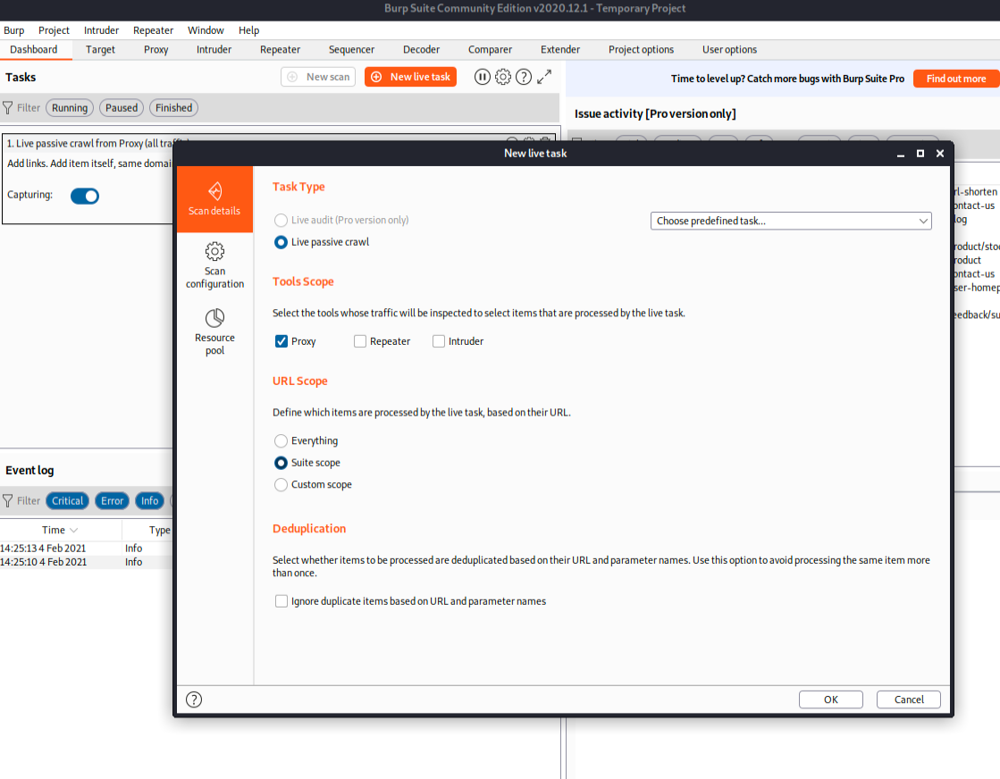 Burp Suite Community Edition v2020.12.1 - Temporary Project
Burp Project Intruder Repeater Window Help
Dashboard Target Proxy Intruder Repeater Sequencer Decoder Comparer Extender Project options User options
Tasks
New scan
New live task
Time to level up? Catch more bugs with Burp Suite Pro
Find out more
Filter Running Paused Finished
Issue activity [Pro version only]
1. Live passive crawl from Proxy (all
Add links. Add item itself, same
Capturing:
New live task
Scan details
Scan
configuration
Resource
pool
Task Type
Live audit (Pro version only)
Choose predefined task...
Live passive crawl
Tools Scope
Select the tools whose traffic will be inspected to select items that are processed by the live task.
Proxy Repeater Intruder
URL Scope
Define which items are processed by the live task, based on their URL.
Everything
Suite scope
Custom scope
Deduplication
Select whether items to be processed are deduplicated based on their URL and parameter names. Use this option to avoid processing the same item more
than once.
Ignore duplicate items based on URL and parameter names
OK Cancel
rl-shorten
ontact-us
log
roduct/sto
roduct
ontact-us
ser-homep
eedback/su
Event log
Filter Critical Error Info
Time Type
14:25:13 4 Feb 2021 Info
14:25:10 4 Feb 2021 Info